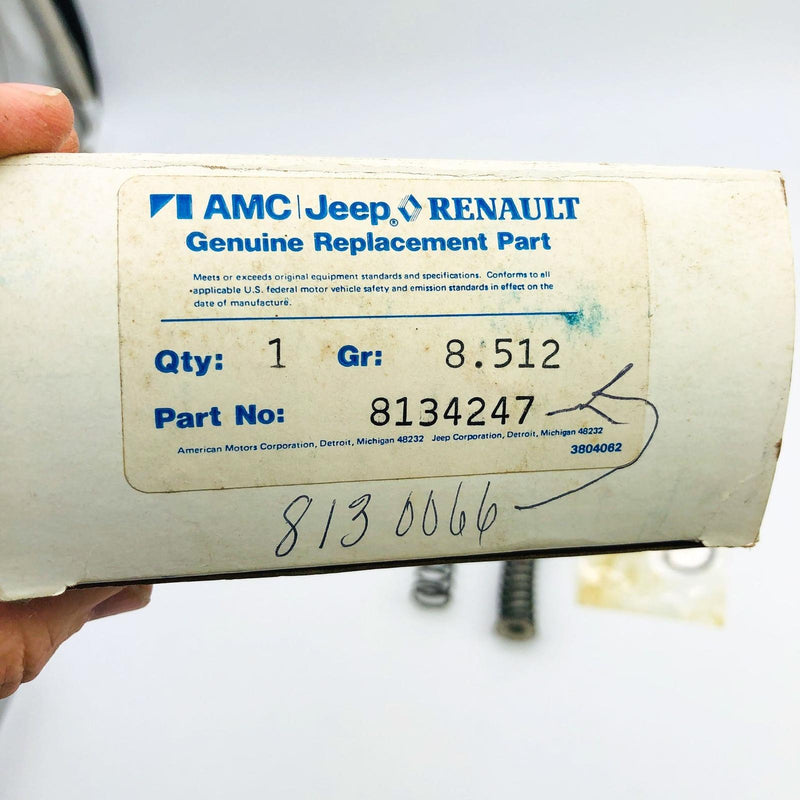 AMC|Jeep® RENAULT
Genuine Replacement Part
Meets or exceeds original equipment standards and specifications. Conforms to all
applicable U.S. federal motor vehicle safety and emission standards in effect on the
date of manufacture.
Qty: 1 Gr: 8.512
Part No: 8134247
American Motors Corporation, Detroit, Michigan 48232 Jeep Corporation, Detroit, Michigan 48232
3804062
8130066